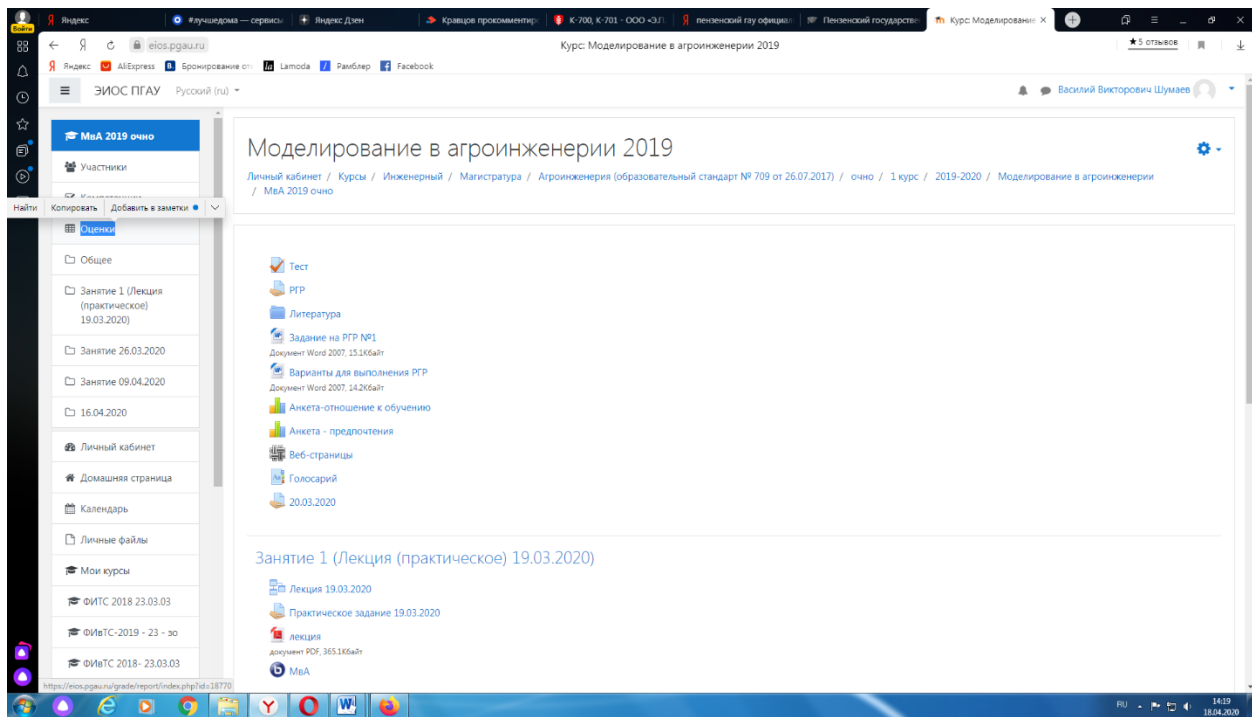 Войти
Яндекс
#лучшедома — сервисы
Яндекс Дзен
Кравцов прокомментир
К-700, К-701 - ООО «Э.П.
пензенский гау официал
Пензенский государстве
Курс: Моделирование
eios.pgau.ru
Курс: Моделирование в агроинженерии 2019
★ 5 отзывов
Яндекс
AliExpress
Бронирование от
Lamoda
Рамблер
Facebook
ЭИОС ПГАУ
Русский (ru)
Василий Викторович Шумаев
МвА 2019 очно
Участники
Найти
Копировать
Добавить в заметки
Оценки
Общее
Занятие 1 (Лекция
(практическое)
19.03.2020)
Занятие 26.03.2020
Занятие 09.04.2020
16.04.2020
Личный кабинет
Домашняя страница
Календарь
Личные файлы
Мои курсы
ФИТС 2018 23.03.03
ФИвТС-2019 - 23 - зо
ФИвТС 2018- 23.03.03
https://eios.pgau.ru/grade/report/index.php?id=18770
Моделирование в агроинженерии 2019
Личный кабинет / Курсы / Инженерный / Магистратура / Агроинженерия (образовательный стандарт № 709 от 26.07.2017) / очно / 1 курс / 2019-2020 / Моделирование в агроинженерии
/ МвА 2019 очно
Тест
РГР
Литература
Задание на РГР №1
Документ Word 2007, 15.1Кбайт
Варианты для выполнения РГР
Документ Word 2007, 14.2Кбайт
Анкета-отношение к обучению
Анкета - предпочтения
Веб-страницы
Голосарий
20.03.2020
Занятие 1 (Лекция (практическое) 19.03.2020)
Лекция 19.03.2020
Практическое задание 19.03.2020
лекция
документ PDF, 365.1Кбайт
МвА
RU
14:19
18.04.2020